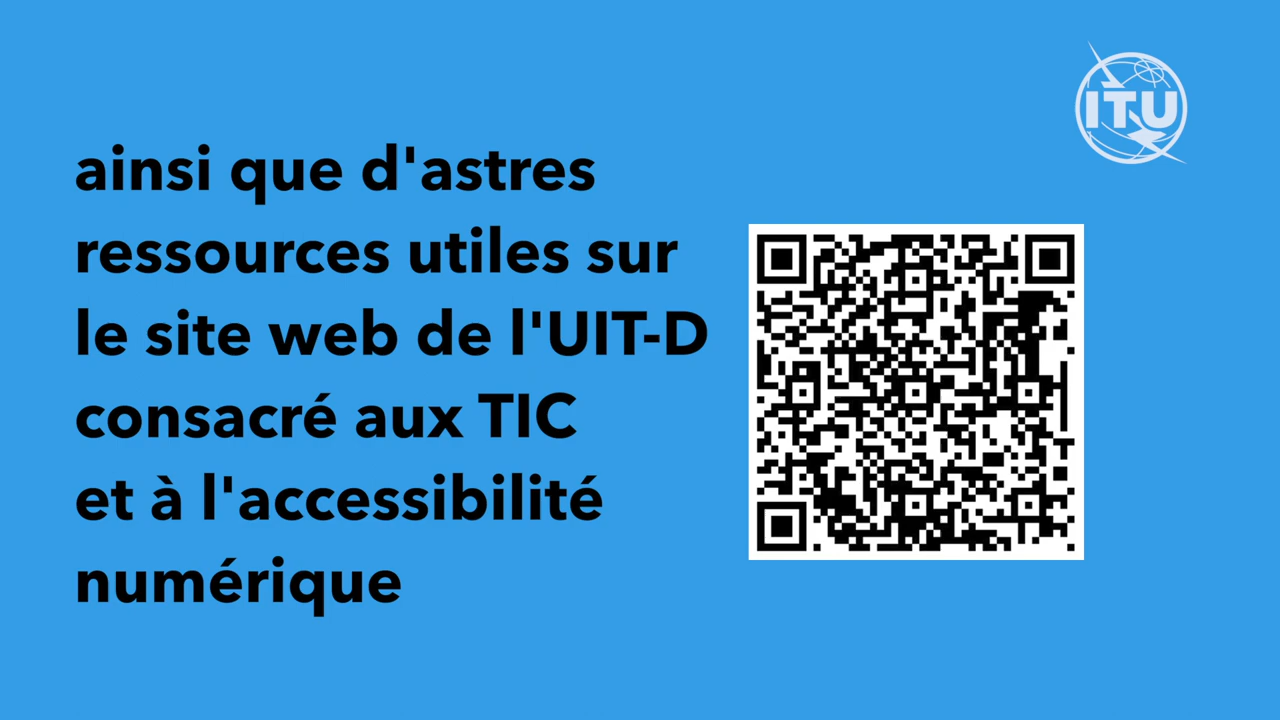 ITU
ainsi que d'astres
ressources utiles sur
le site web de l'UIT-D
consacré aux TIC
et à l'accessibilité
numérique